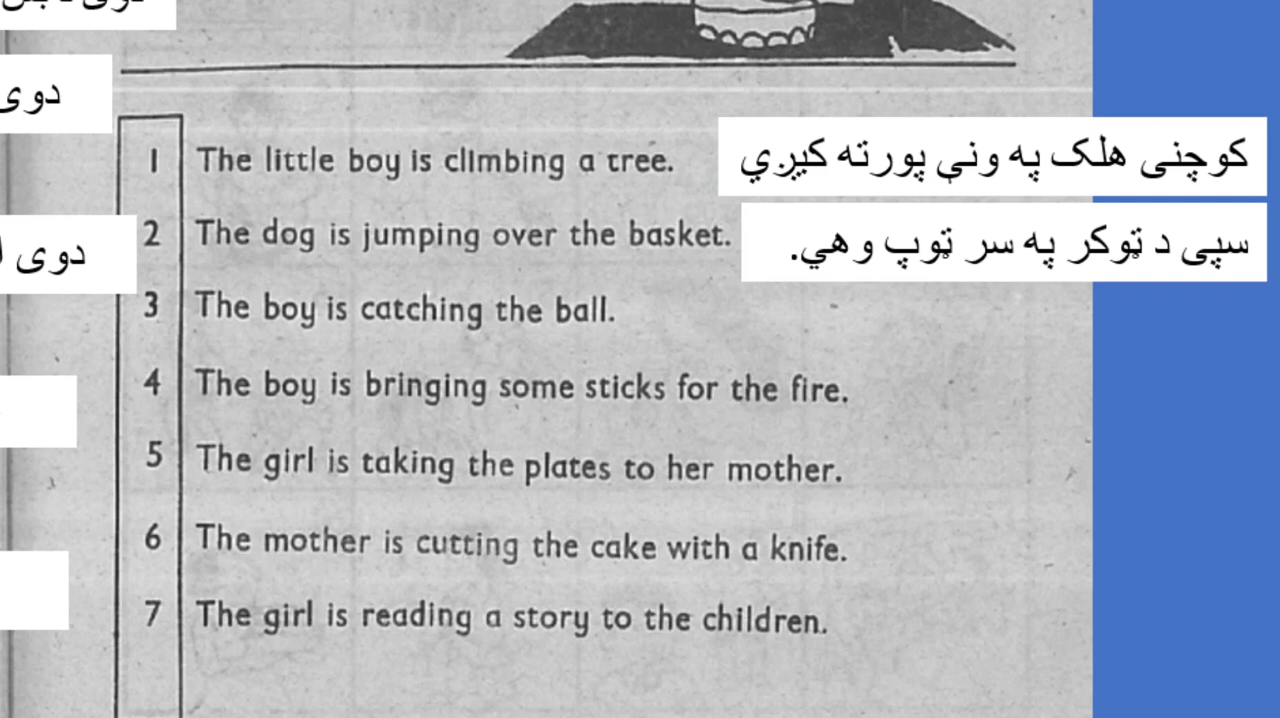 دوی
دوی
1 The little boy is climbing a tree.
کوچنی هلک په ونې پورته کیږي
2 The dog is jumping over the basket.
سپی د ټوکر په سر ټوپ وهي.
3 The boy is catching the ball.
4 The boy is bringing some sticks for the fire.
5 The girl is taking the plates to her mother.
6 The mother is cutting the cake with a knife.
7 The girl is reading a story to the children.